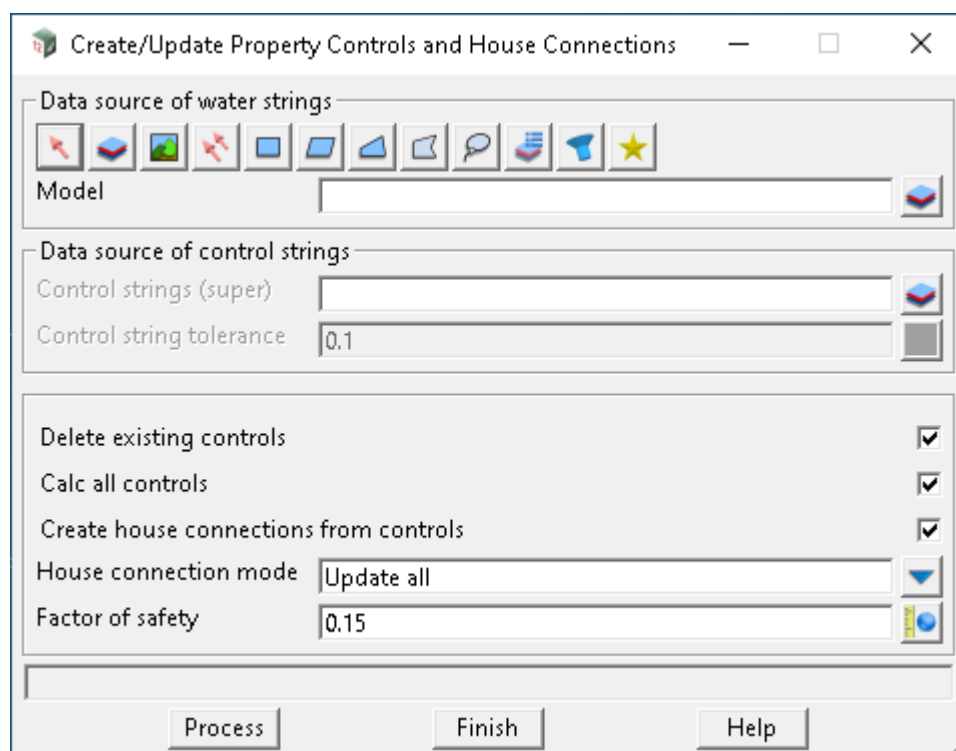 Create/Update Property Controls and House Connections
Data source of water strings
Model
Data source of control strings
Control strings (super)
Control string tolerance 0.1
Delete existing controls
Calc all controls
Create house connections from controls
House connection mode Update all
Factor of safety 0.15
Process Finish Help